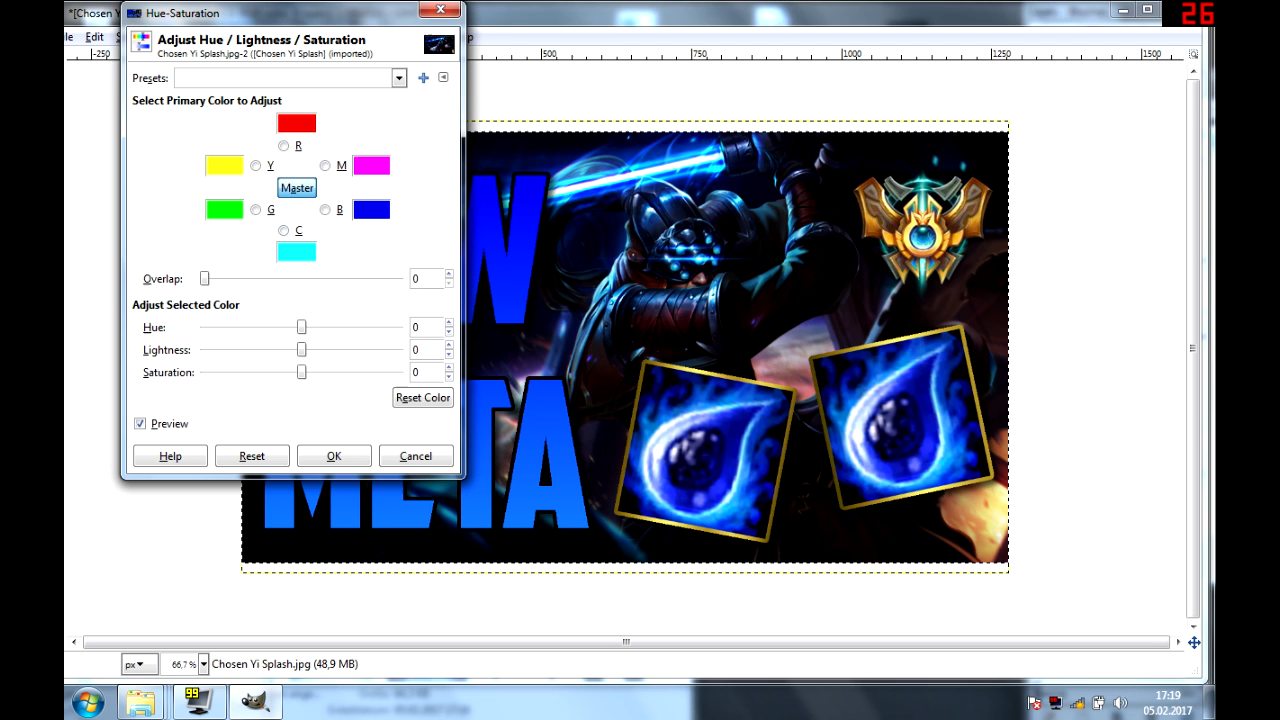 *[Chosen Y
Hue-Saturation
26
le Edit S
Adjust Hue / Lightness / Saturation
Chosen Yi Splash.jpg-2 ([Chosen Yi Splash] (imported))
-250 500 750 1000 1250 1500
Presets:
Select Primary Color to Adjust
R
Y M
Master
G B
C
Overlap: 0
Adjust Selected Color
Hue: 0
Lightness: 0
Saturation: 0
Reset Color
Preview
Help Reset OK Cancel
W
META
px 66,7 % Chosen Yi Splash.jpg (48,9 MB)
99
17:19
05.02.2017